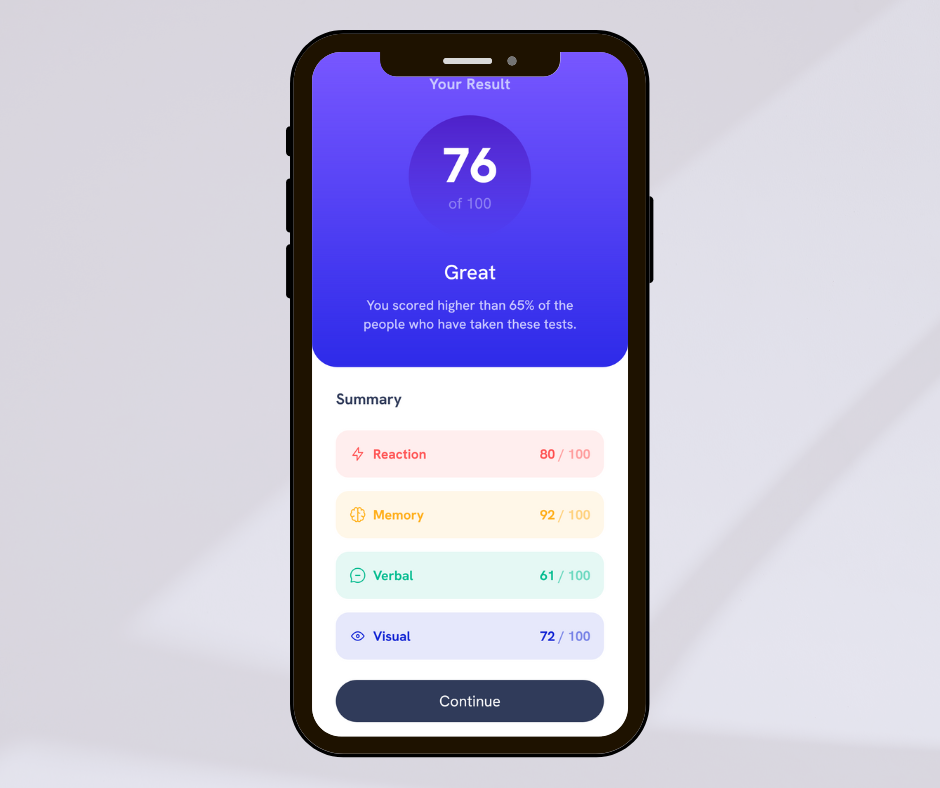 Your Result
76
of 100
Great
You scored higher than 65% of the
people who have taken these tests.
Summary
Reaction 80 / 100
Memory 92 / 100
Verbal 61 / 100
Visual 72 / 100
Continue